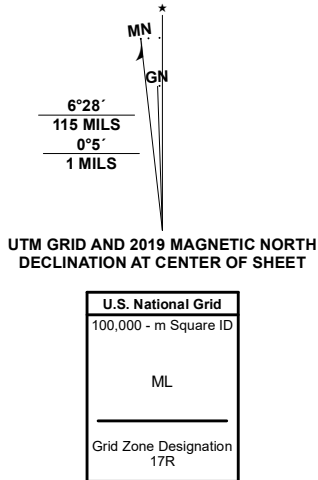 ★
MN
GN
6°28´
115 MILS
0°5´
1 MILS
UTM GRID AND 2019 MAGNETIC NORTH
DECLINATION AT CENTER OF SHEET
U.S. National Grid
100,000 - m Square ID
ML
Grid Zone Designation
17R